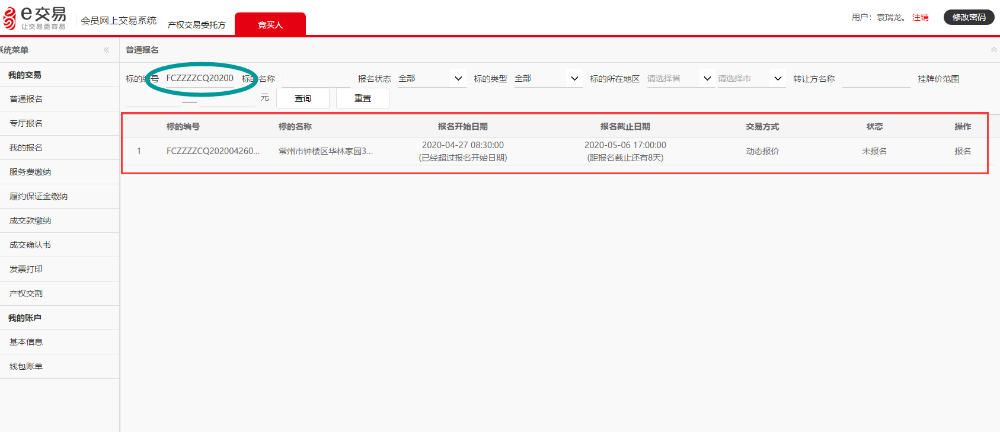 e交易
让交易更容易
会员网上交易系统
产权交易委托方
竞买人
用户：袁瑞龙。 注销
修改密码
系统菜单
我的交易
普通报名
专厅报名
我的报名
服务费缴纳
履约保证金缴纳
成交款缴纳
成交确认书
发票打印
产权交割
我的账户
基本信息
钱包账单
普通报名
标的编号 FCZZZZCQ20200 标的名称 报名状态 全部 标的类型 全部 标的所在地区 请选择省 请选择市 转让方名称 挂牌价范围
元 查询 重置
标的编号 标的名称 报名开始日期 报名截止日期 交易方式 状态 操作
1 FCZZZZCQ202004260... 常州市钟楼区华林家园3... 2020-04-27 08:30:00 2020-05-06 17:00:00 动态报价 未报名 报名
(已经超过报名开始日期) (距报名截止还有8天)